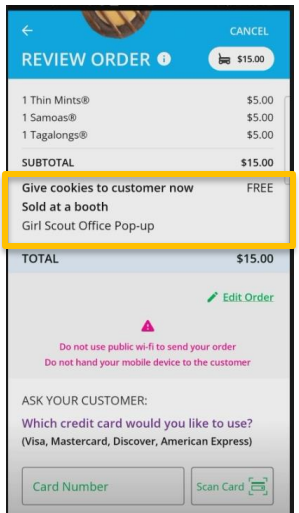 ← CANCEL
REVIEW ORDER i $15.00
1 Thin Mints® $5.00
1 Samoas® $5.00
1 Tagalongs® $5.00
SUBTOTAL $15.00
Give cookies to customer now FREE
Sold at a booth
Girl Scout Office Pop-up
TOTAL $15.00
Edit Order
Do not use public wi-fi to send your order
Do not hand your mobile device to the customer
ASK YOUR CUSTOMER:
Which credit card would you like to use?
(Visa, Mastercard, Discover, American Express)
Card Number Scan Card